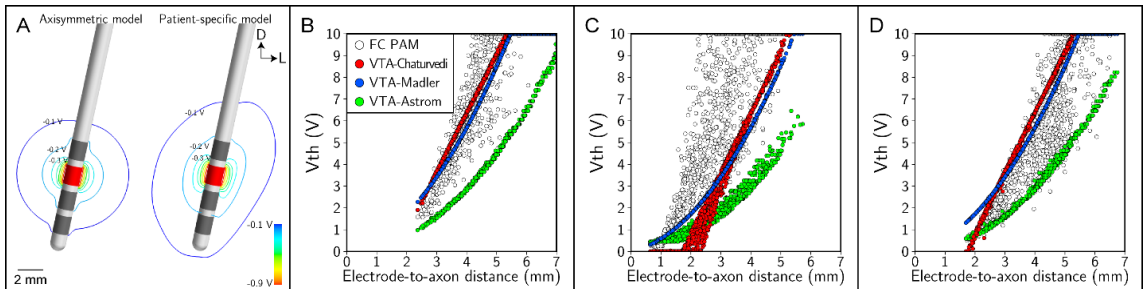 A
Axisymmetric model
Patient-specific model
D
L
-0.1 V
-0.2 V
-0.3 V
-0.1 V
-0.2 V
-0.3 V
-0.1 V
-0.9 V
2 mm
B
FC PAM
VTA-Chaturvedi
VTA-Madler
VTA-Astrom
Vth (V)
10
9
8
7
6
5
4
3
2
1
0
0 1 2 3 4 5 6 7
Electrode-to-axon distance (mm)
C
Vth (V)
10
9
8
7
6
5
4
3
2
1
0
0 1 2 3 4 5 6 7
Electrode-to-axon distance (mm)
D
Vth (V)
10
9
8
7
6
5
4
3
2
1
0
0 1 2 3 4 5 6 7
Electrode-to-axon distance (mm)